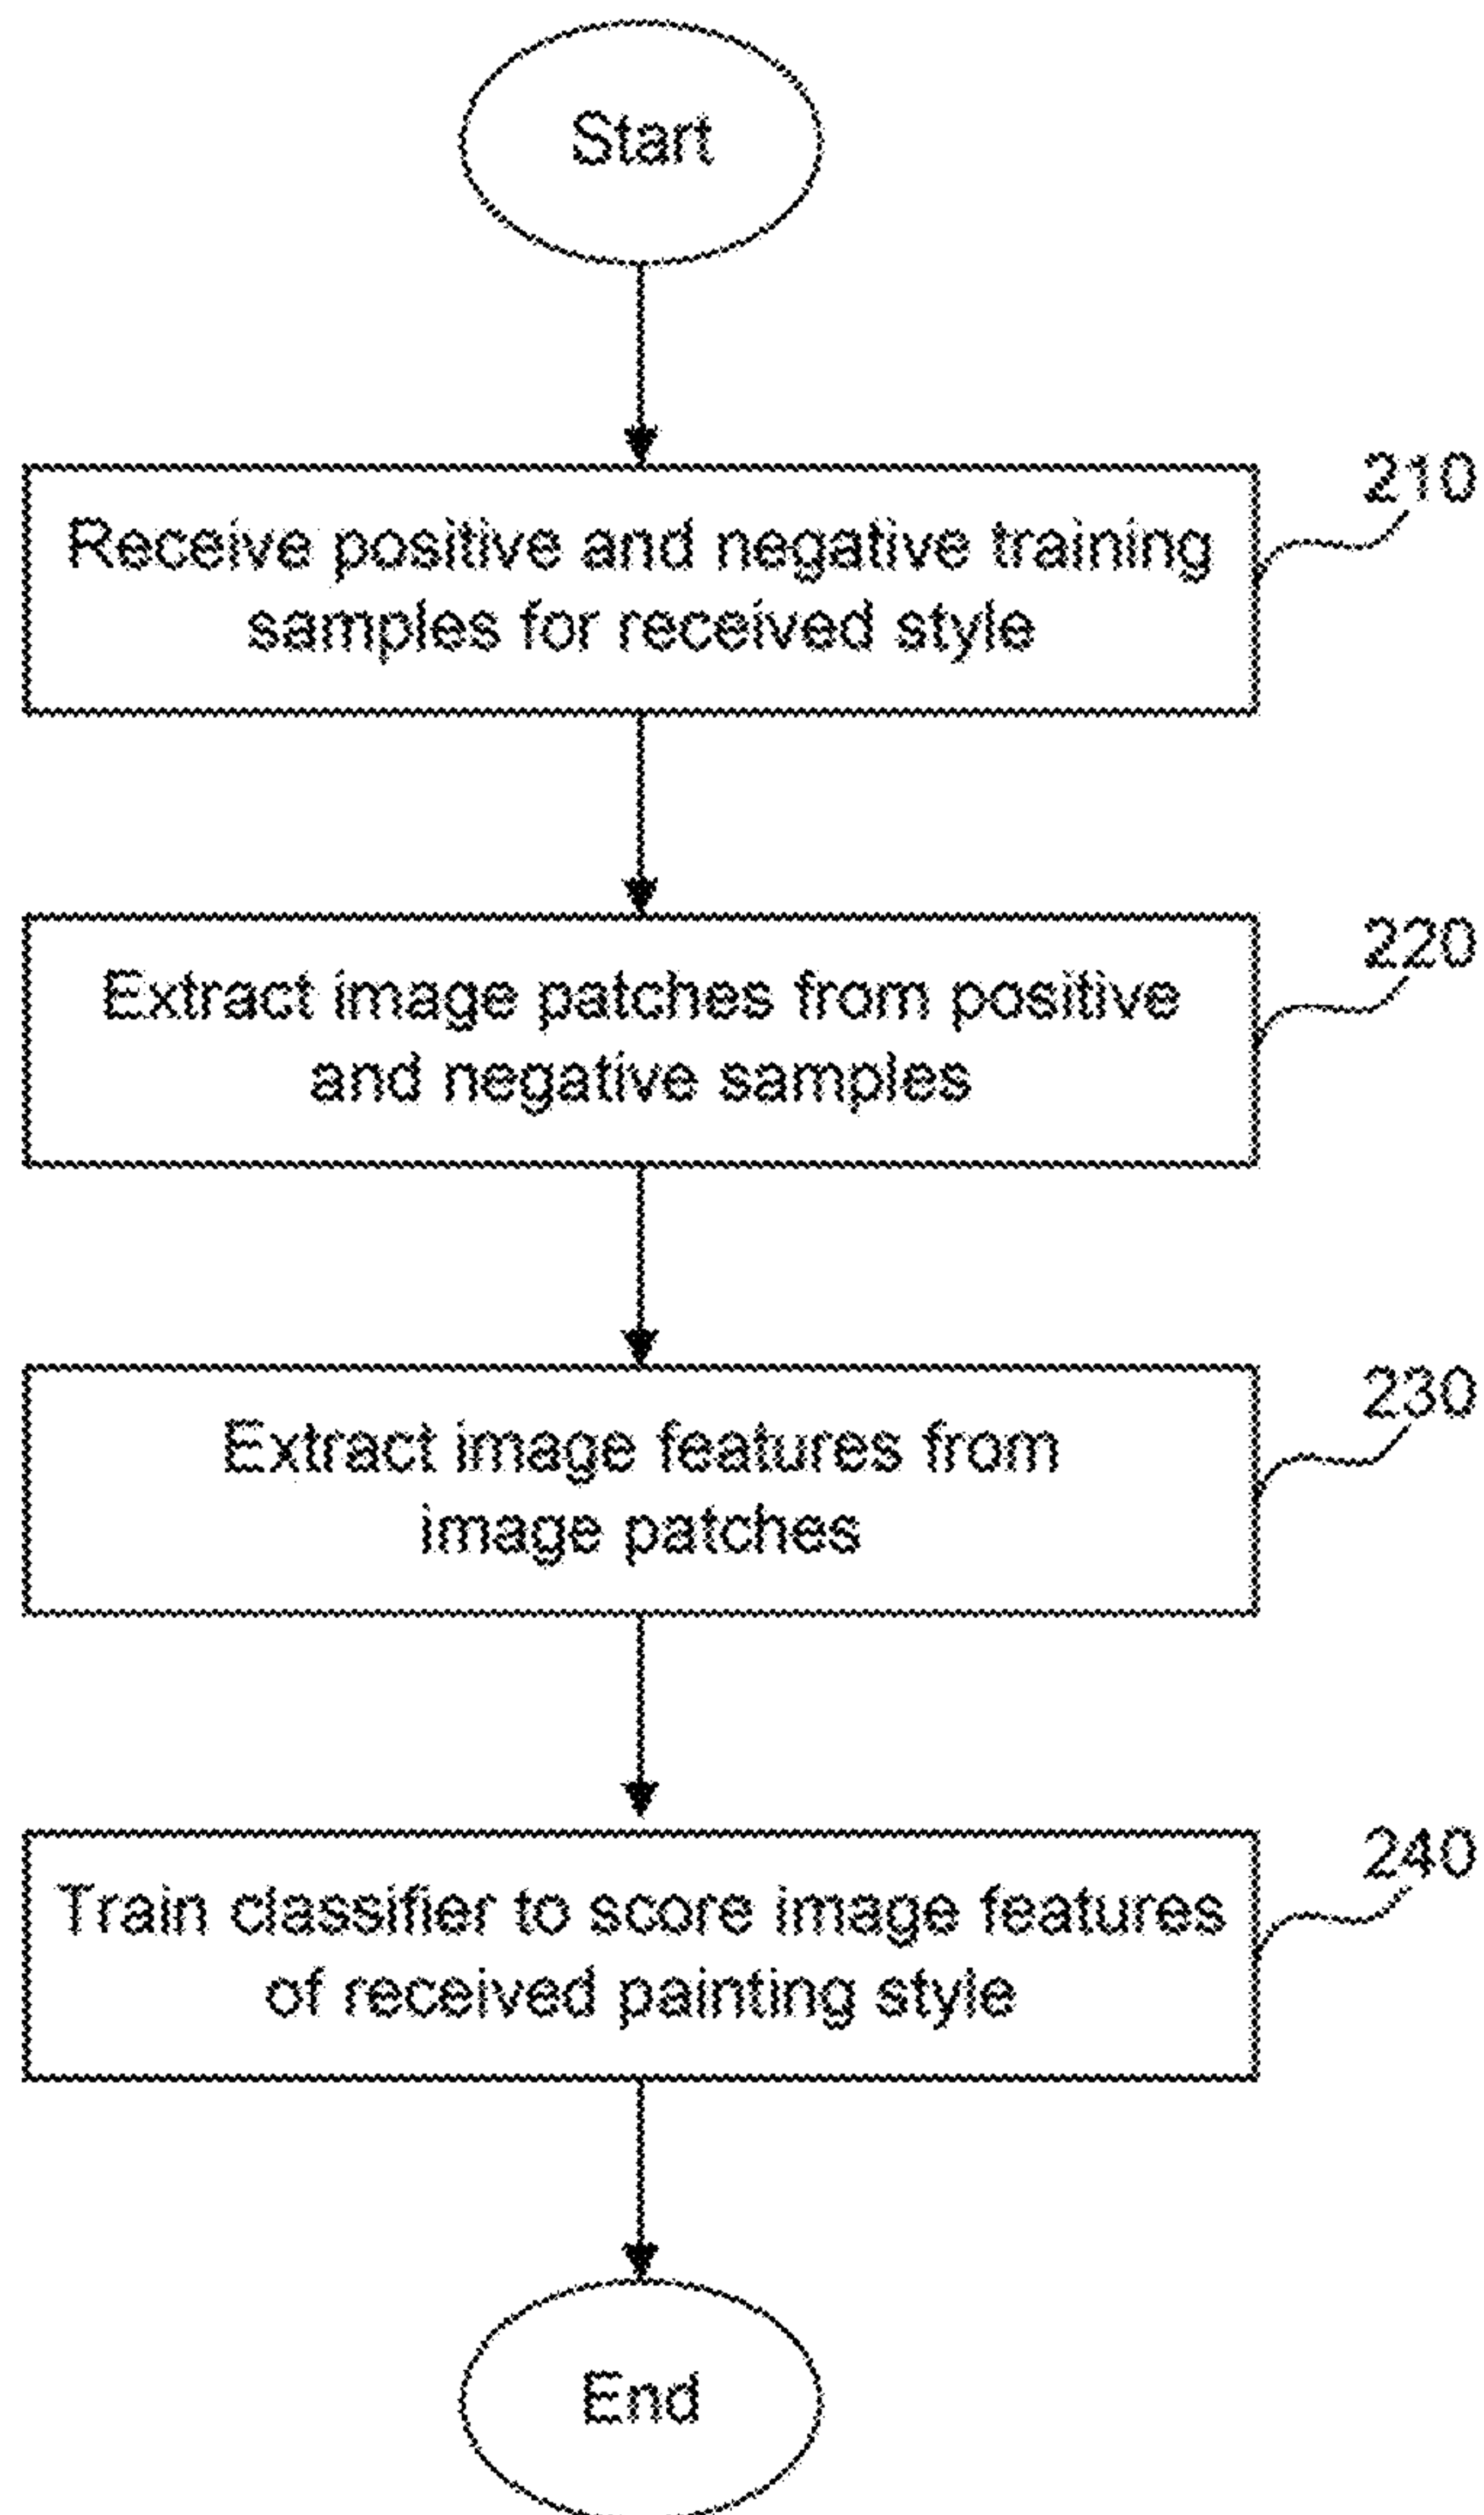 Start
210
Receive positive and negative training
samples for received style
220
Extract image patches from positive
and negative samples
230
Extract image features from
image patches
240
Train classifier to score image features
of received painting style
End